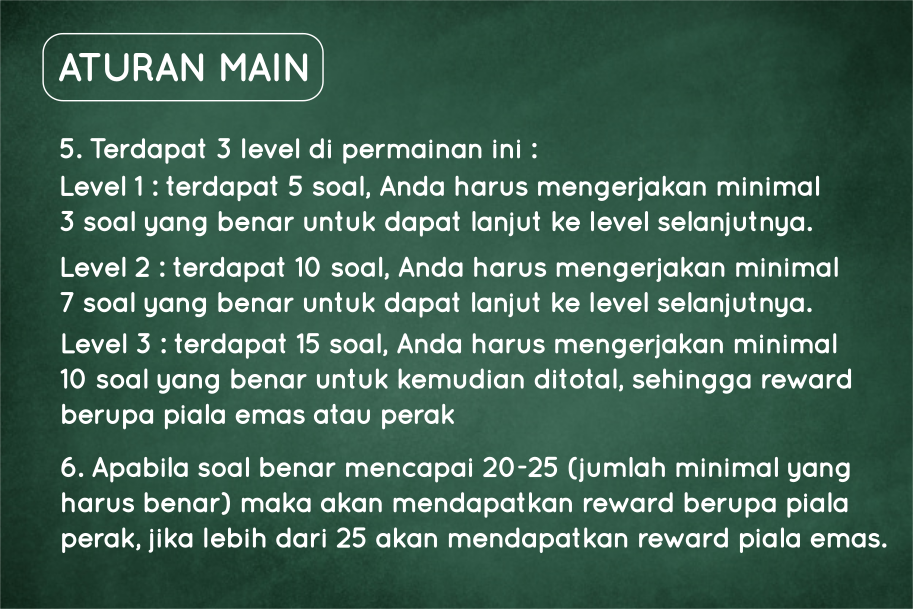 ATURAN MAIN
5. Terdapat 3 level di permainan ini :
Level 1 : terdapat 5 soal, Anda harus mengerjakan minimal
3 soal yang benar untuk dapat lanjut ke level selanjutnya.
Level 2 : terdapat 10 soal, Anda harus mengerjakan minimal
7 soal yang benar untuk dapat lanjut ke level selanjutnya.
Level 3 : terdapat 15 soal, Anda harus mengerjakan minimal
10 soal yang benar untuk kemudian ditotal, sehingga reward
berupa piala emas atau perak
6. Apabila soal benar mencapai 20-25 (jumlah minimal yang
harus benar) maka akan mendapatkan reward berupa piala
perak, jika lebih dari 25 akan mendapatkan reward piala emas.